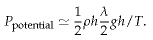 P_potential ≃ 1/2 ρh λ/2 gh/T.